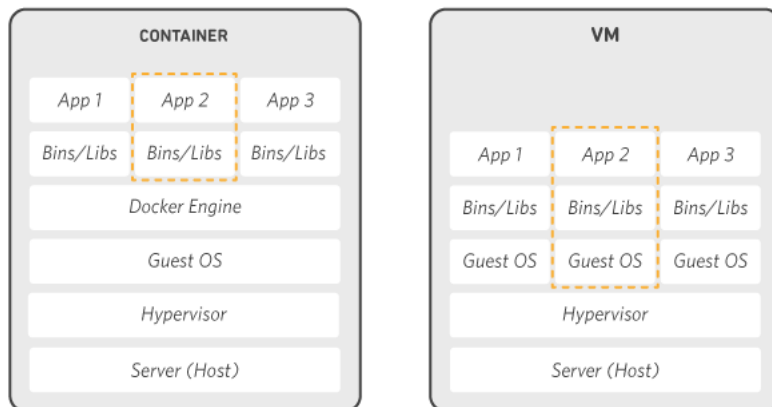 CONTAINER
App 1 App 2 App 3
Bins/Libs Bins/Libs Bins/Libs
Docker Engine
Guest OS
Hypervisor
Server (Host)
VM
App 1 App 2 App 3
Bins/Libs Bins/Libs Bins/Libs
Guest OS Guest OS Guest OS
Hypervisor
Server (Host)